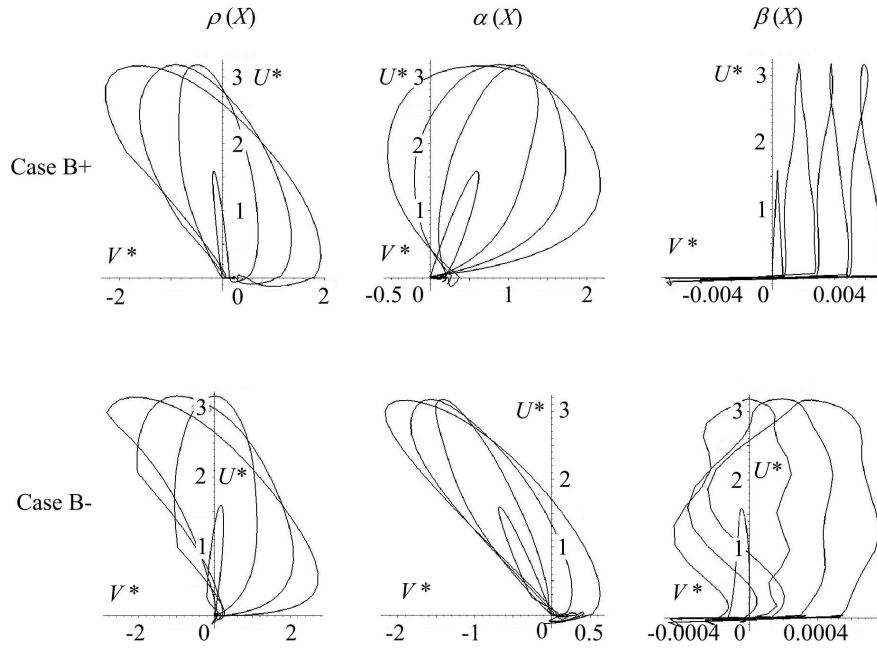 ρ (X) α (X) β (X)
3 U* U* 3 U* 3
Case B+
2 2 2
1 1 1
V* V* V*
-2 0 2 -0.5 0 1 2 -0.004 0 0.004
3 U* 3 3
Case B-
2 U* 2 U* 2
1 1 1
V* V* V*
0 2 -2 -1 0 0.5 -0.0004 0 0.0004